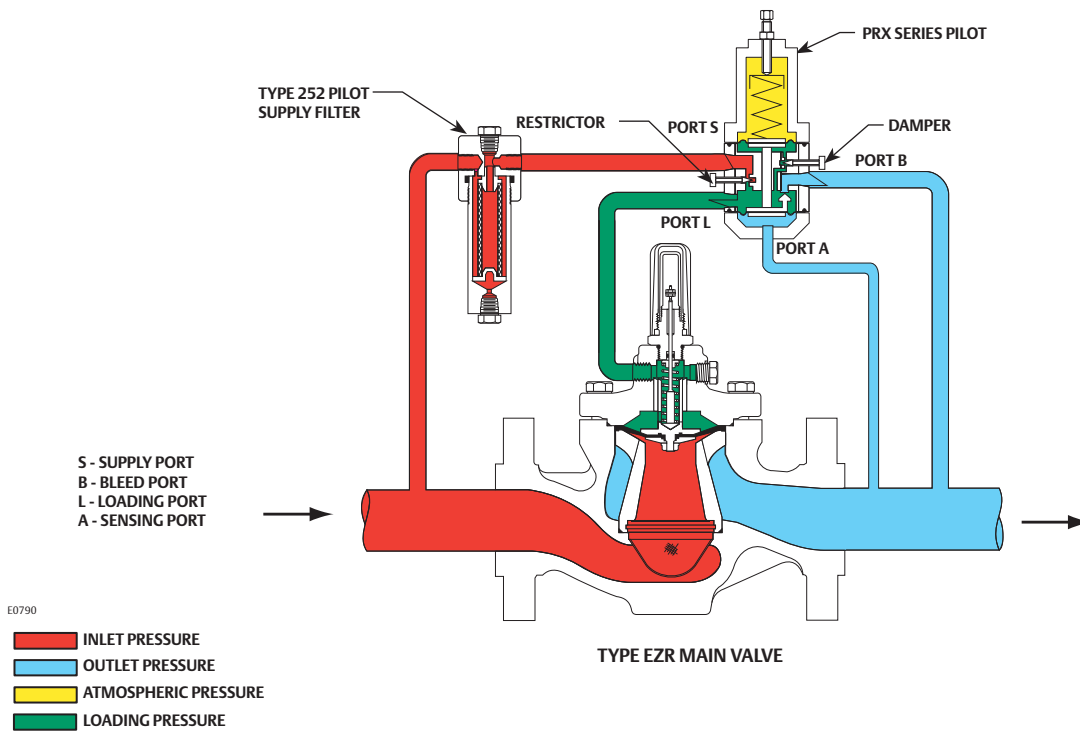 PRX SERIES PILOT
TYPE 252 PILOT
SUPPLY FILTER
RESTRICTOR
PORT S
DAMPER
PORT B
PORT L
PORT A
S - SUPPLY PORT
B - BLEED PORT
L - LOADING PORT
A - SENSING PORT
E0790
INLET PRESSURE
OUTLET PRESSURE
ATMOSPHERIC PRESSURE
LOADING PRESSURE
TYPE EZR MAIN VALVE